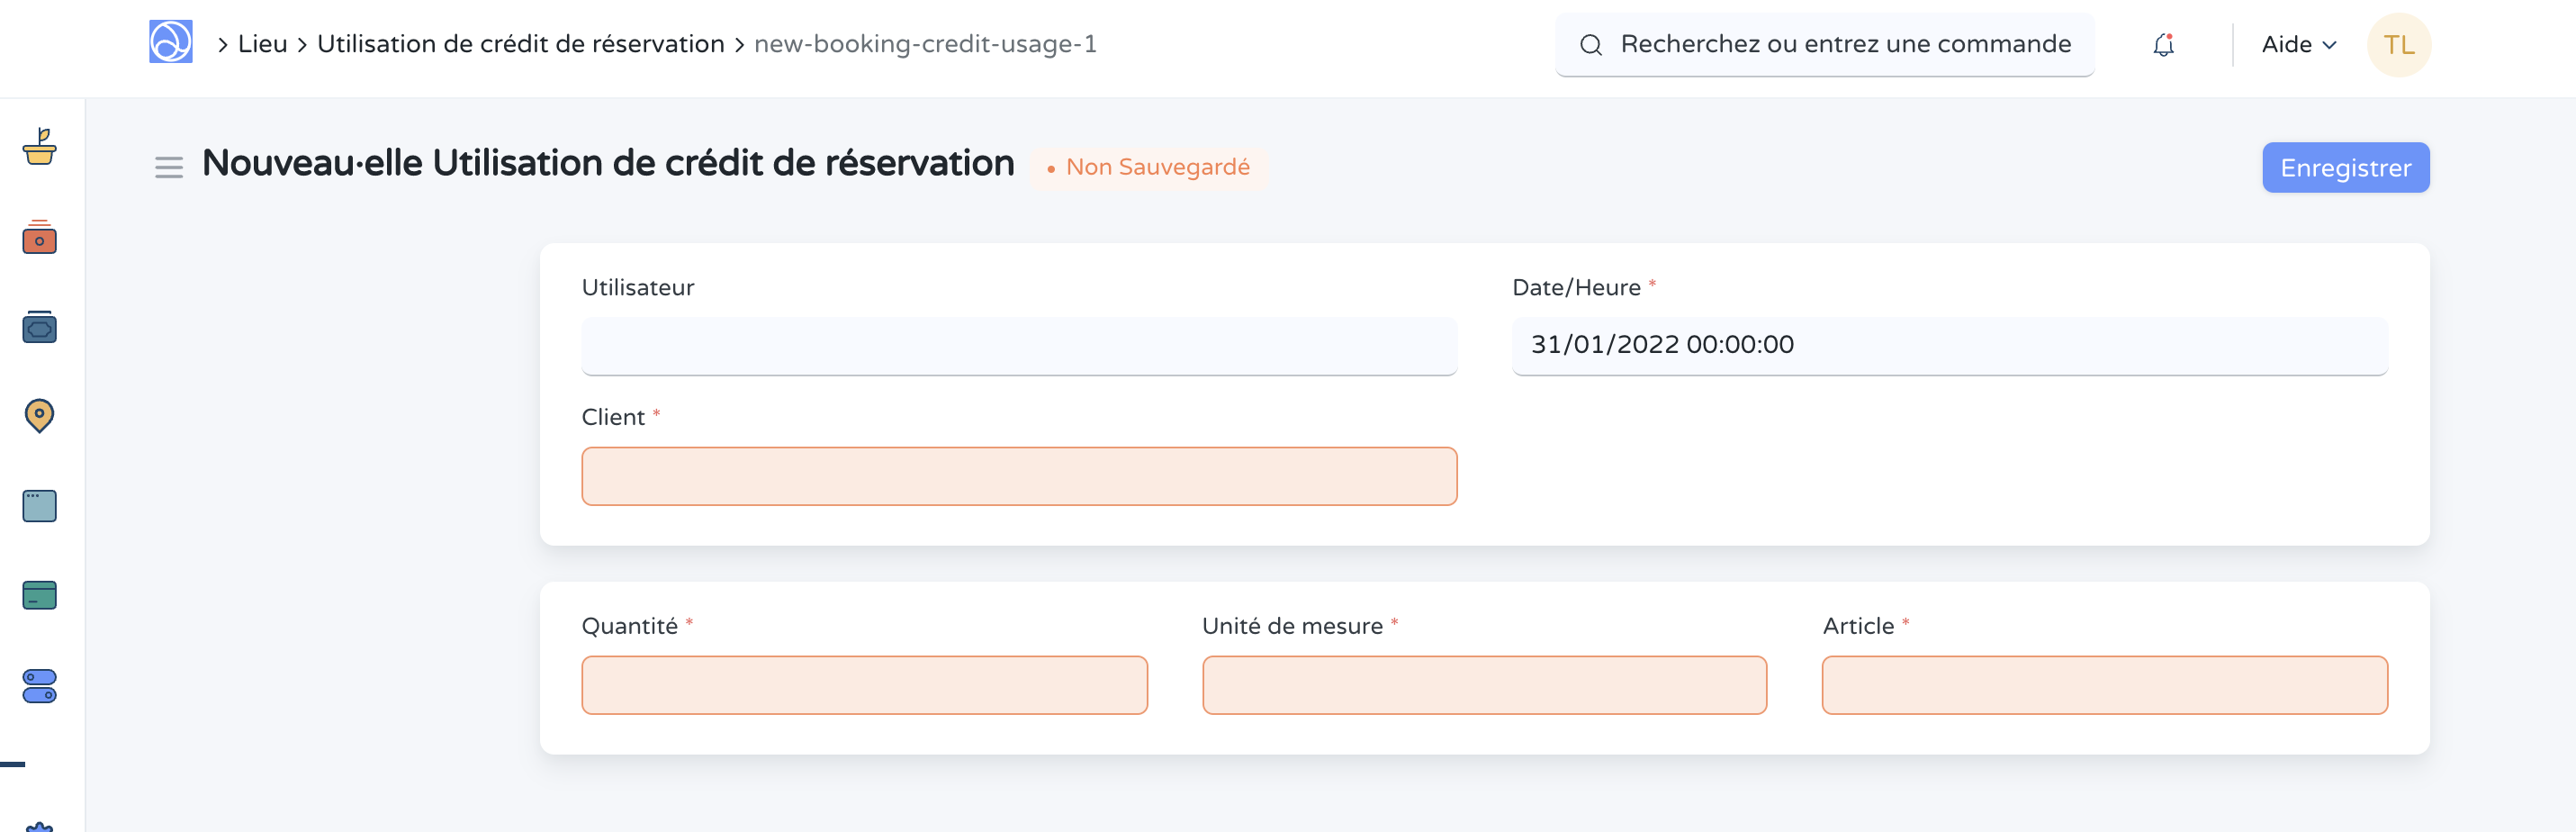 Lieu Utilisation de crédit de réservation new-booking-credit-usage-1
Recherchez ou entrez une commande
Aide
TL
Nouveau·elle Utilisation de crédit de réservation
Non Sauvegardé
Enregistrer
Utilisateur
Date/Heure *
31/01/2022 00:00:00
Client *
Quantité *
Unité de mesure *
Article *